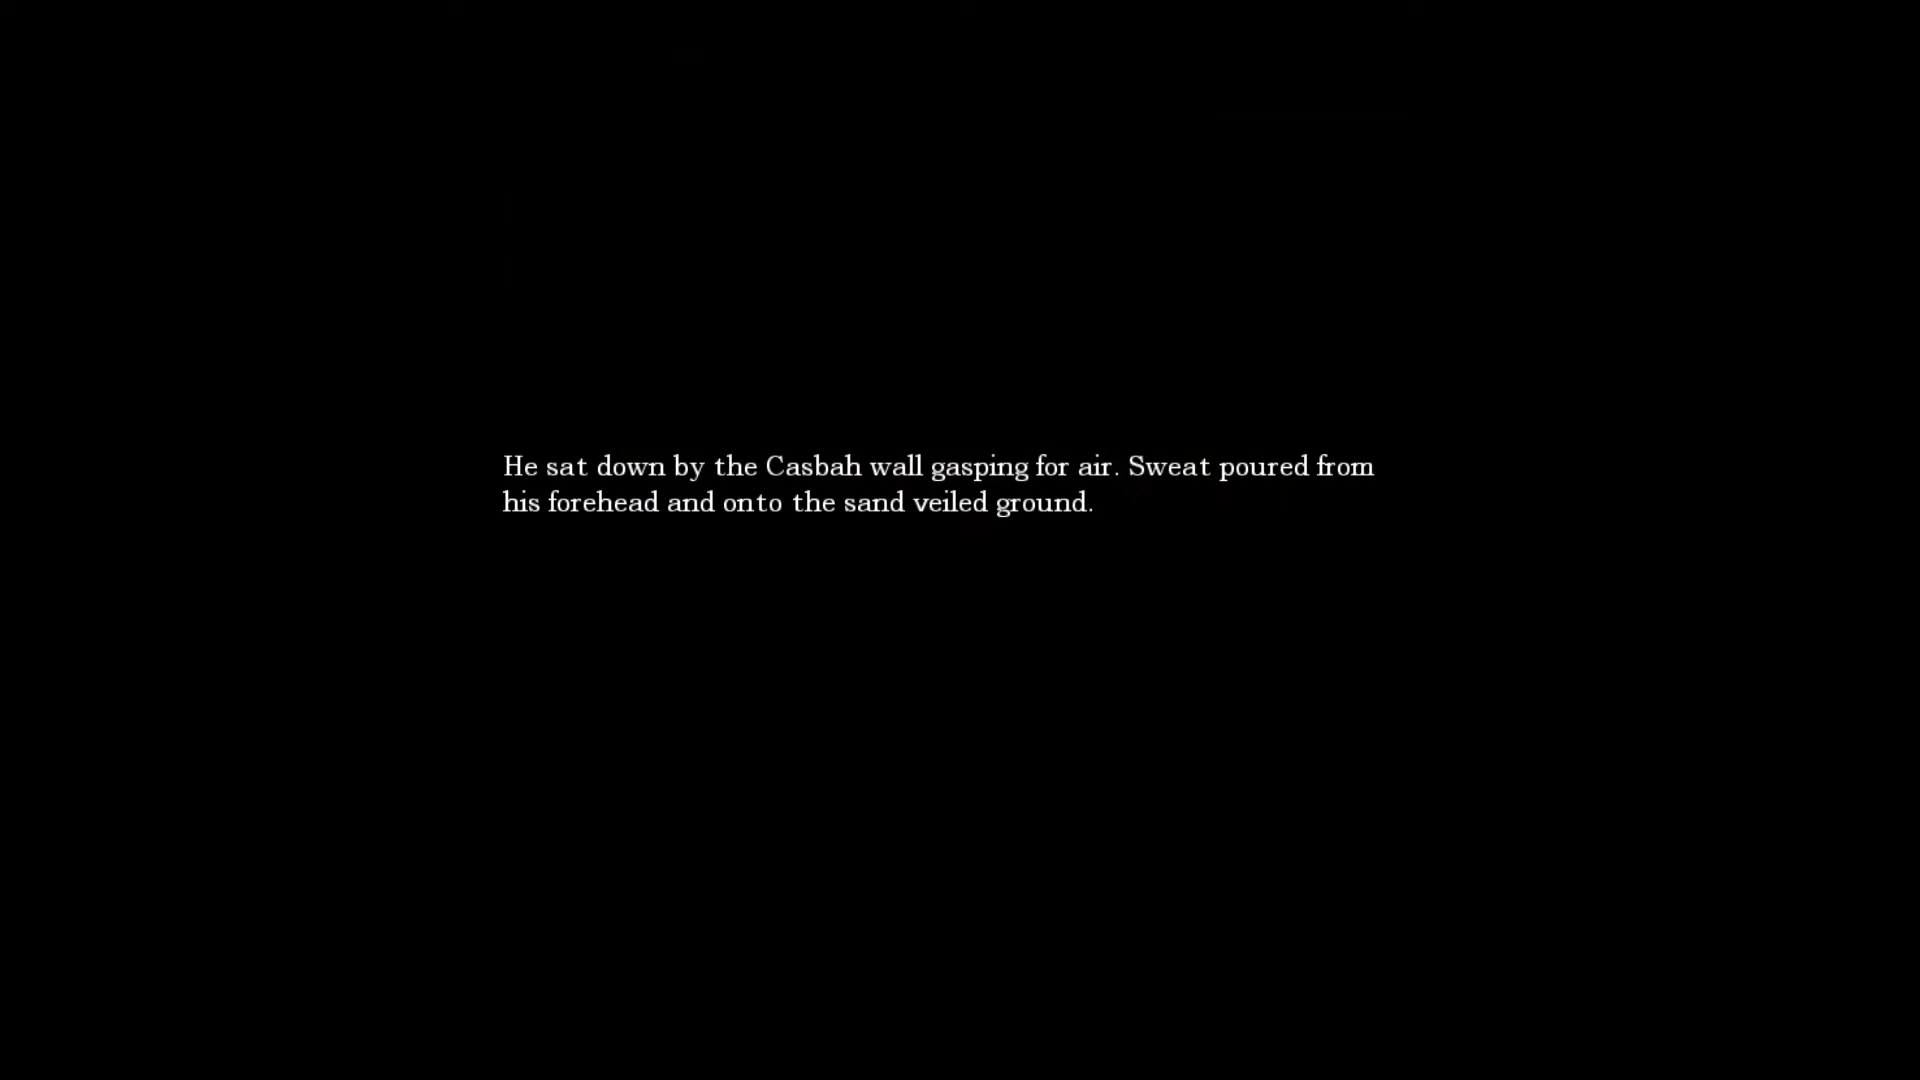 He sat down by the Casbah wall gasping for air. Sweat poured from
his forehead and onto the sand veiled ground.